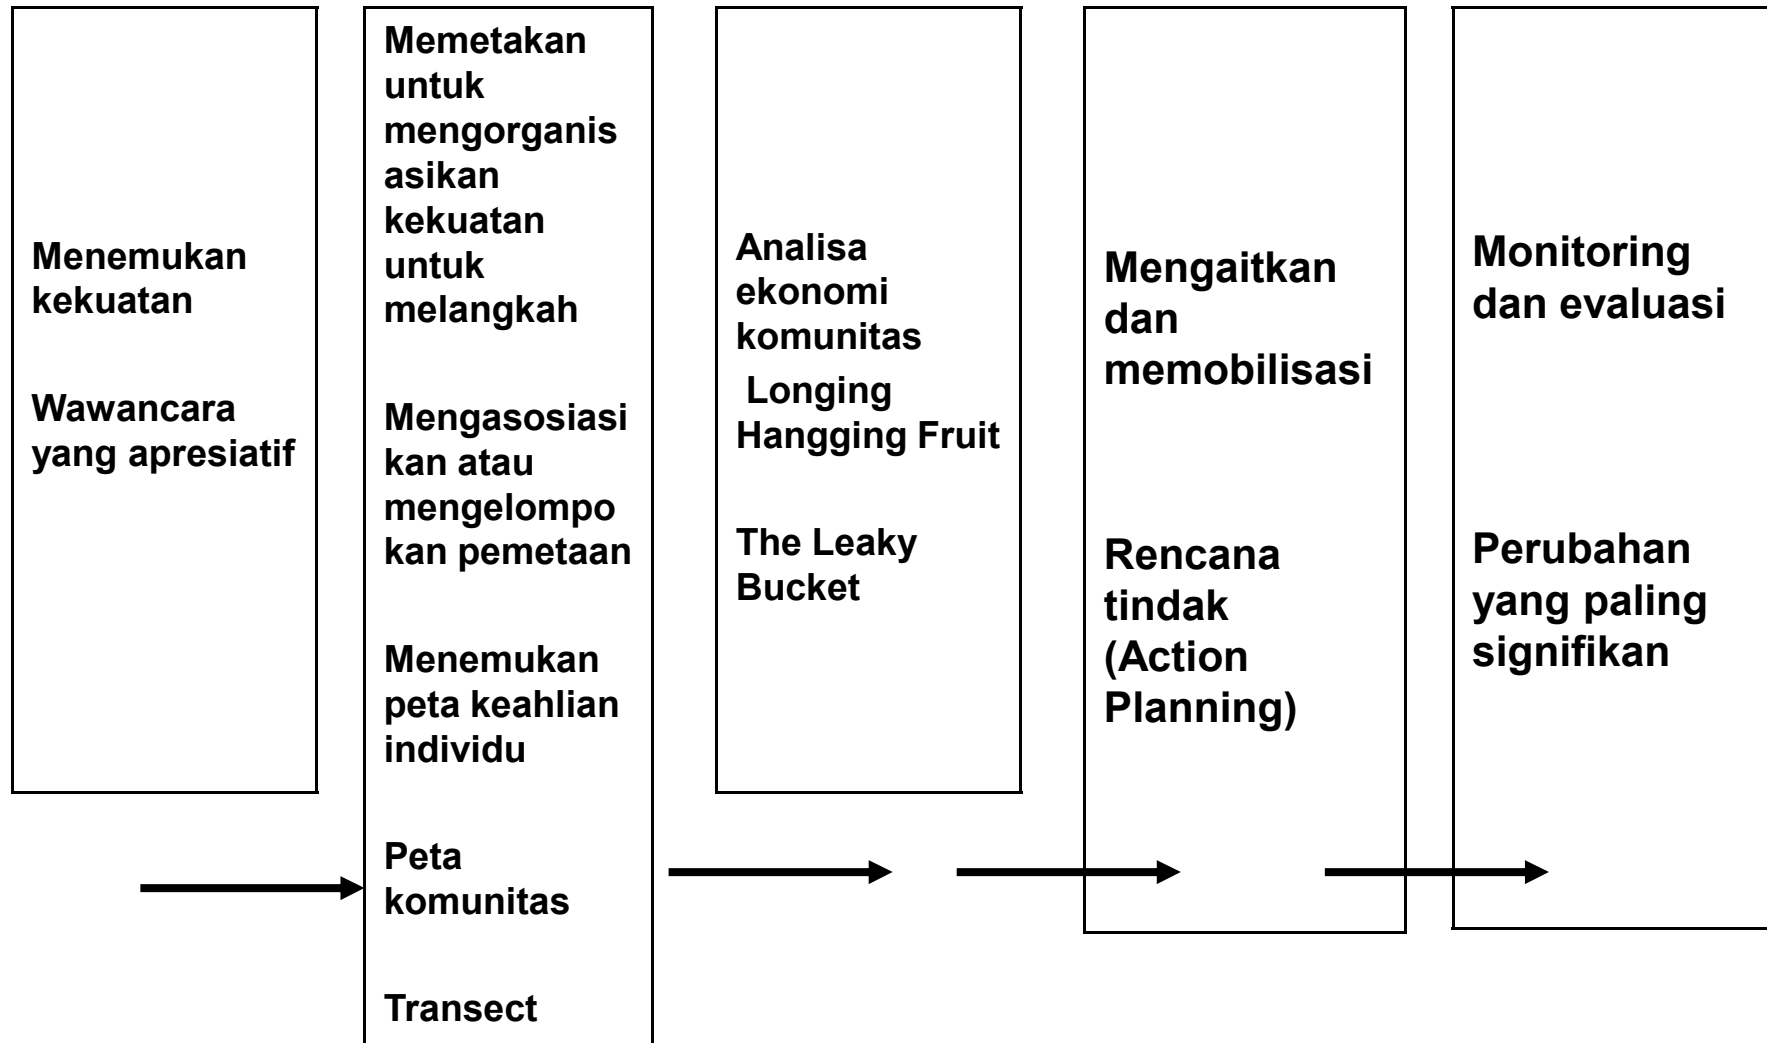 Menemukan
kekuatan
Wawancara
yang apresiatif
Memetakan
untuk
mengorganis
asikan
kekuatan
untuk
melangkah
Mengasosiasi
kan atau
mengelompo
kan pemetaan
Menemukan
peta keahlian
individu
Peta
komunitas
Transect
Analisa
ekonomi
komunitas
Longing
Hangging Fruit
The Leaky
Bucket
Mengaitkan
dan
memobilisasi
Rencana
tindak
(Action
Planning)
Monitoring
dan evaluasi
Perubahan
yang paling
signifikan